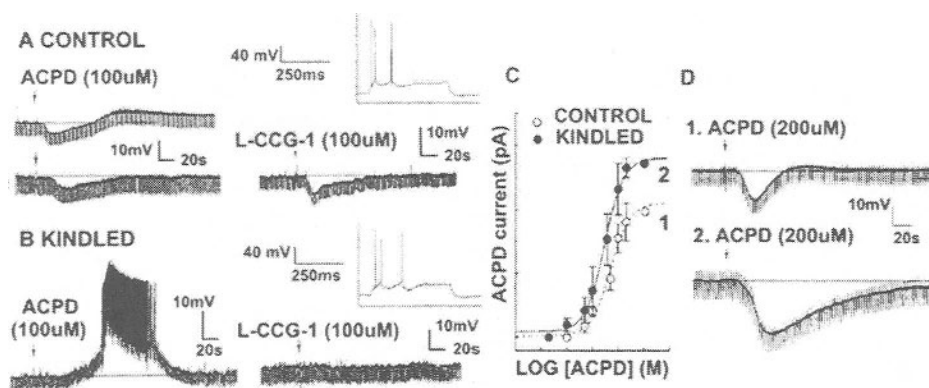 A CONTROL
ACPD (100uM)
10mV
20s
40 mV
250ms
L-CCG-1 (100uM)
10mV
20s
B KINDLED
ACPD
(100uM)
10mV
20s
40 mV
250ms
L-CCG-1 (100uM)
10mV
20s
C
CONTROL
KINDLED
2
1
ACPD current (pA)
LOG [ACPD] (M)
D
1. ACPD (200uM)
10mV
20s
2. ACPD (200uM)